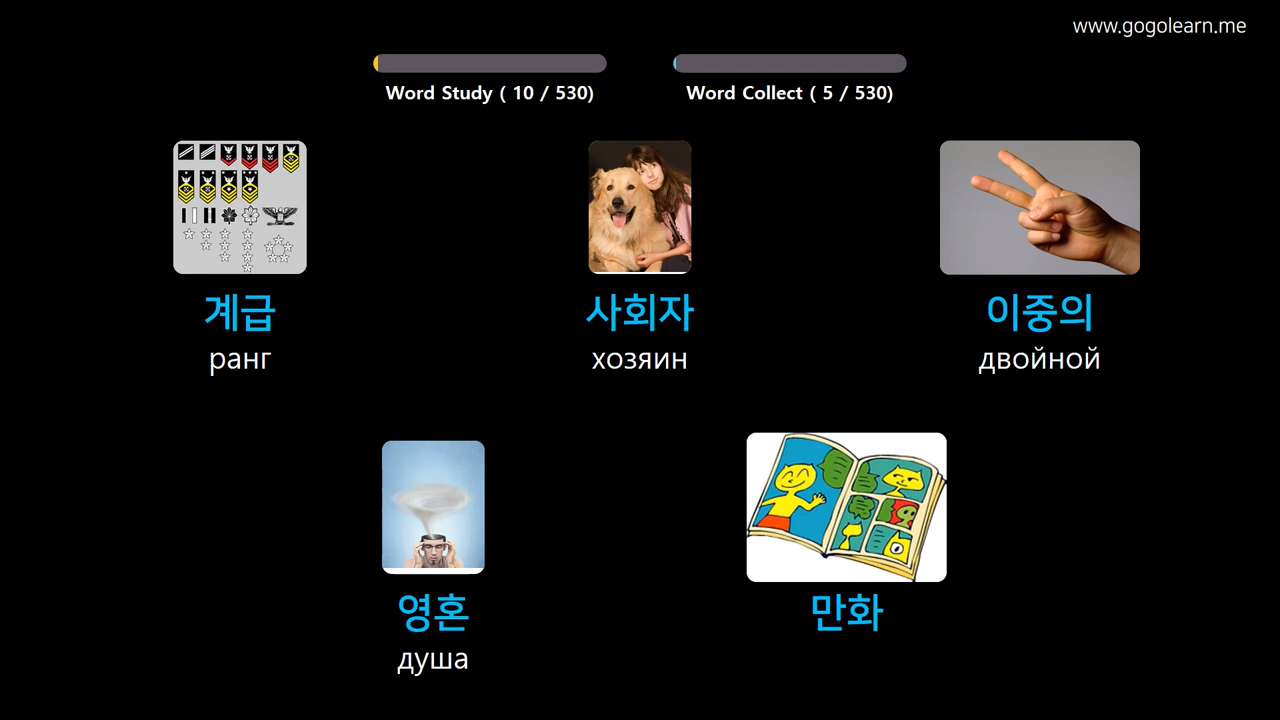 www.gogolearn.me
Word Study ( 10 / 530)
Word Collect ( 5 / 530)
계급
ранг
사회자
хозяин
이중의
двойной
영혼
душа
만화